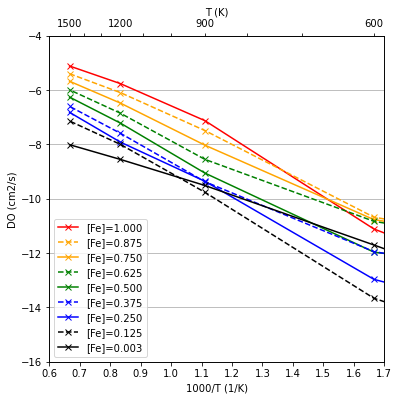 T (K)
1500 1200 900 600
−4
−6
−8
−10
−12
−14
−16
DO (cm2/s)
[Fe]=1.000
[Fe]=0.875
[Fe]=0.750
[Fe]=0.625
[Fe]=0.500
[Fe]=0.375
[Fe]=0.250
[Fe]=0.125
[Fe]=0.003
0.6 0.7 0.8 0.9 1.0 1.1 1.2 1.3 1.4 1.5 1.6 1.7
1000/T (1/K)